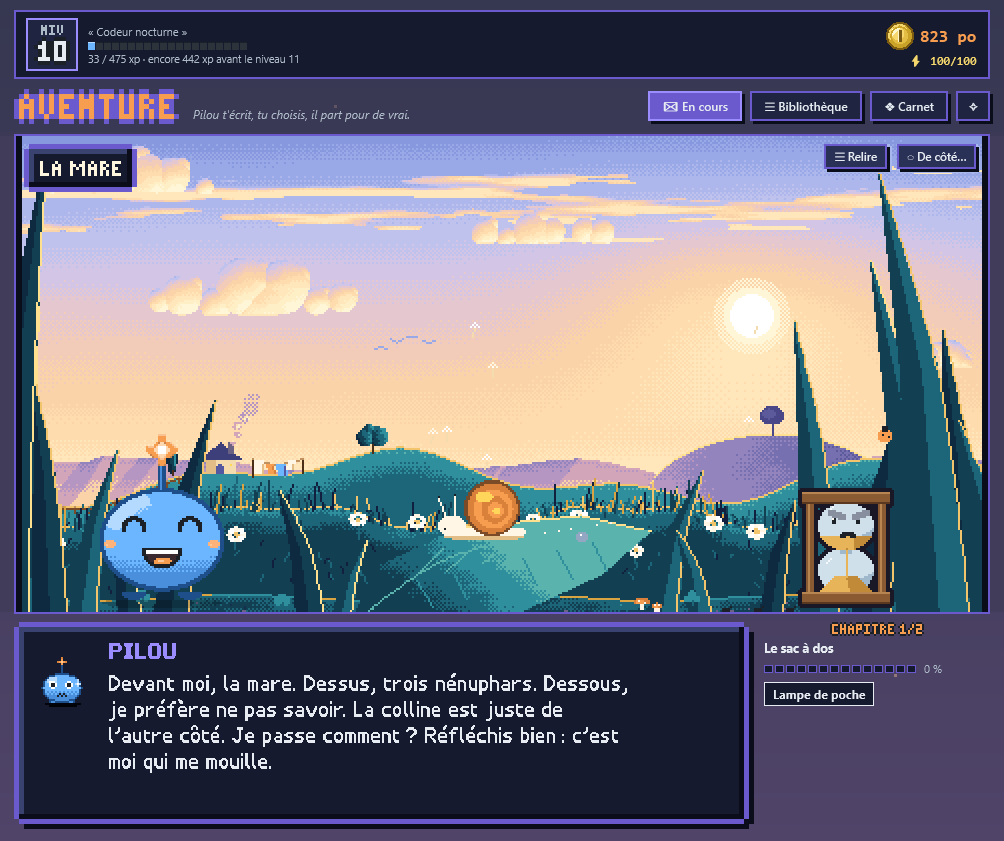 NIV
10
« Codeur nocturne »
33 / 475 xp · encore 442 xp avant le niveau 11
823 po
100/100
AVENTURE
Pilou t'écrit, tu choisis, il part pour de vrai.
En cours
Bibliothèque
Carnet
LA MARE
Relire
De côté…
PILOU
Devant moi, la mare. Dessus, trois nénuphars. Dessous,
je préfère ne pas savoir. La colline est juste de
l'autre côté. Je passe comment ? Réfléchis bien : c'est
moi qui me mouille.
CHAPITRE 1/2
Le sac à dos
0 %
Lampe de poche